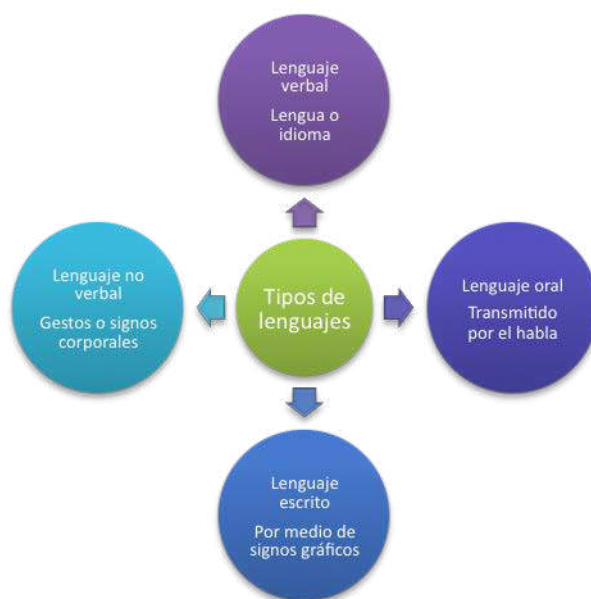 Lenguaje
verbal
Lengua o
idioma
Lenguaje no
verbal
Gestos o signos
corporales
Tipos de
lenguajes
Lenguaje oral
Transmitido
por el habla
Lenguaje
escrito
Por medio de
signos gráficos